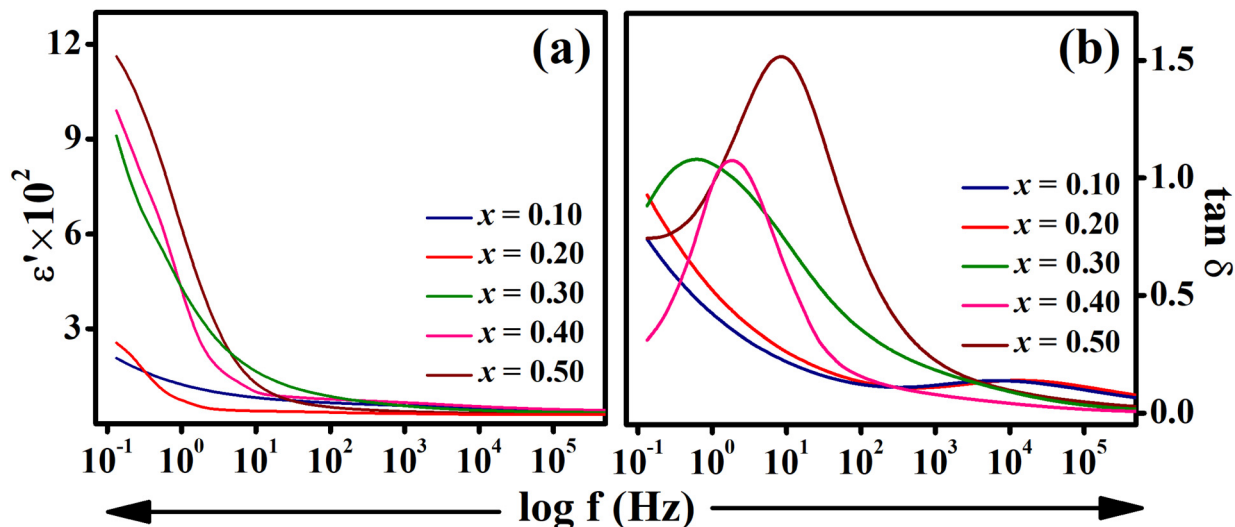 (a)
ε'×10²
12
9
6
3
x = 0.10
x = 0.20
x = 0.30
x = 0.40
x = 0.50
10⁻¹ 10⁰ 10¹ 10² 10³ 10⁴ 10⁵
(b)
tan δ
1.5
1.0
0.5
0.0
x = 0.10
x = 0.20
x = 0.30
x = 0.40
x = 0.50
10⁻¹ 10⁰ 10¹ 10² 10³ 10⁴ 10⁵
log f (Hz)